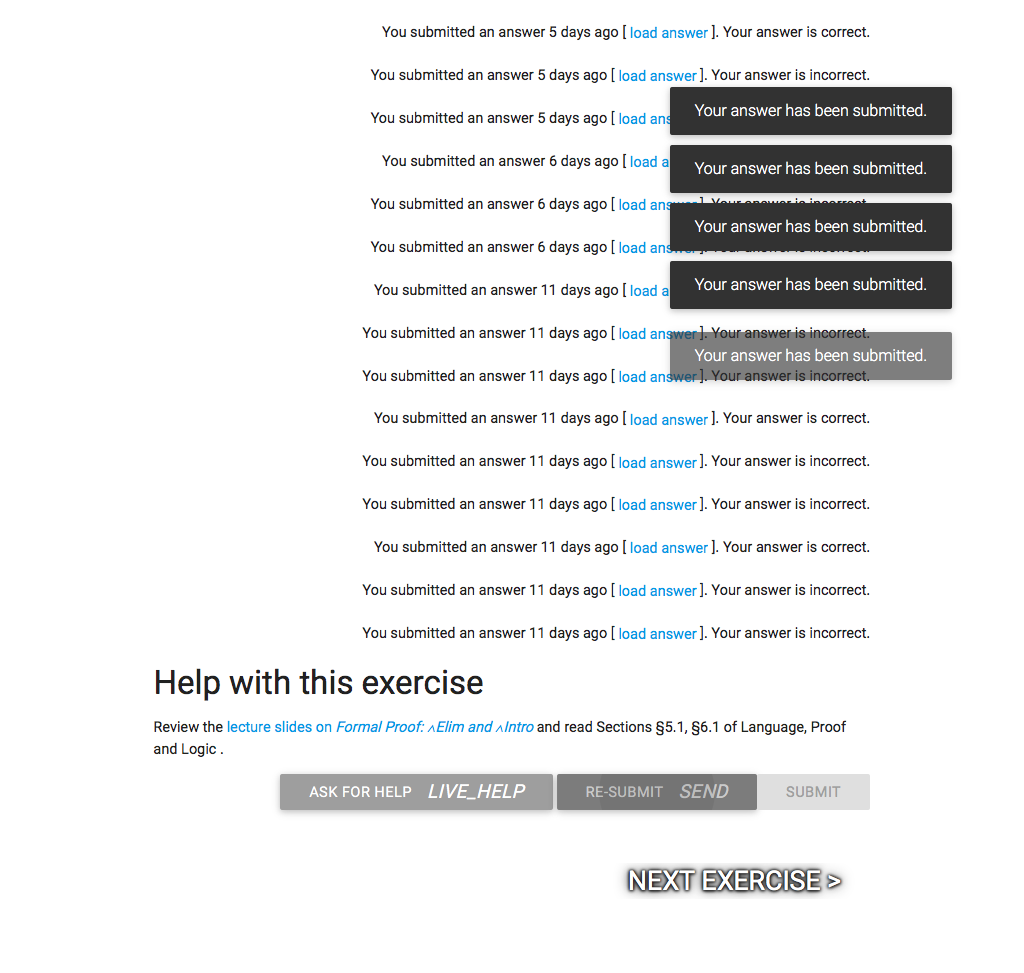 You submitted an answer 5 days ago [ load answer ]. Your answer is correct.
You submitted an answer 5 days ago [ load answer ]. Your answer is incorrect.
You submitted an answer 5 days ago [ load ans
Your answer has been submitted.
You submitted an answer 6 days ago [ load a
Your answer has been submitted.
You submitted an answer 6 days ago [ load answer ]. Your answer is incorrect.
Your answer has been submitted.
You submitted an answer 6 days ago [ load answer ]. Your answer is incorrect.
You submitted an answer 11 days ago [ load a
Your answer has been submitted.
You submitted an answer 11 days ago [ load answer ]. Your answer is incorrect.
Your answer has been submitted.
You submitted an answer 11 days ago [ load answer ]. Your answer is incorrect.
You submitted an answer 11 days ago [ load answer ]. Your answer is correct.
You submitted an answer 11 days ago [ load answer ]. Your answer is incorrect.
You submitted an answer 11 days ago [ load answer ]. Your answer is incorrect.
You submitted an answer 11 days ago [ load answer ]. Your answer is correct.
You submitted an answer 11 days ago [ load answer ]. Your answer is incorrect.
You submitted an answer 11 days ago [ load answer ]. Your answer is incorrect.
Help with this exercise
Review the lecture slides on Formal Proof: ∧Elim and ∧Intro and read Sections §5.1, §6.1 of Language, Proof
and Logic .
ASK FOR HELP LIVE_HELP RE-SUBMIT SEND SUBMIT
NEXT EXERCISE >